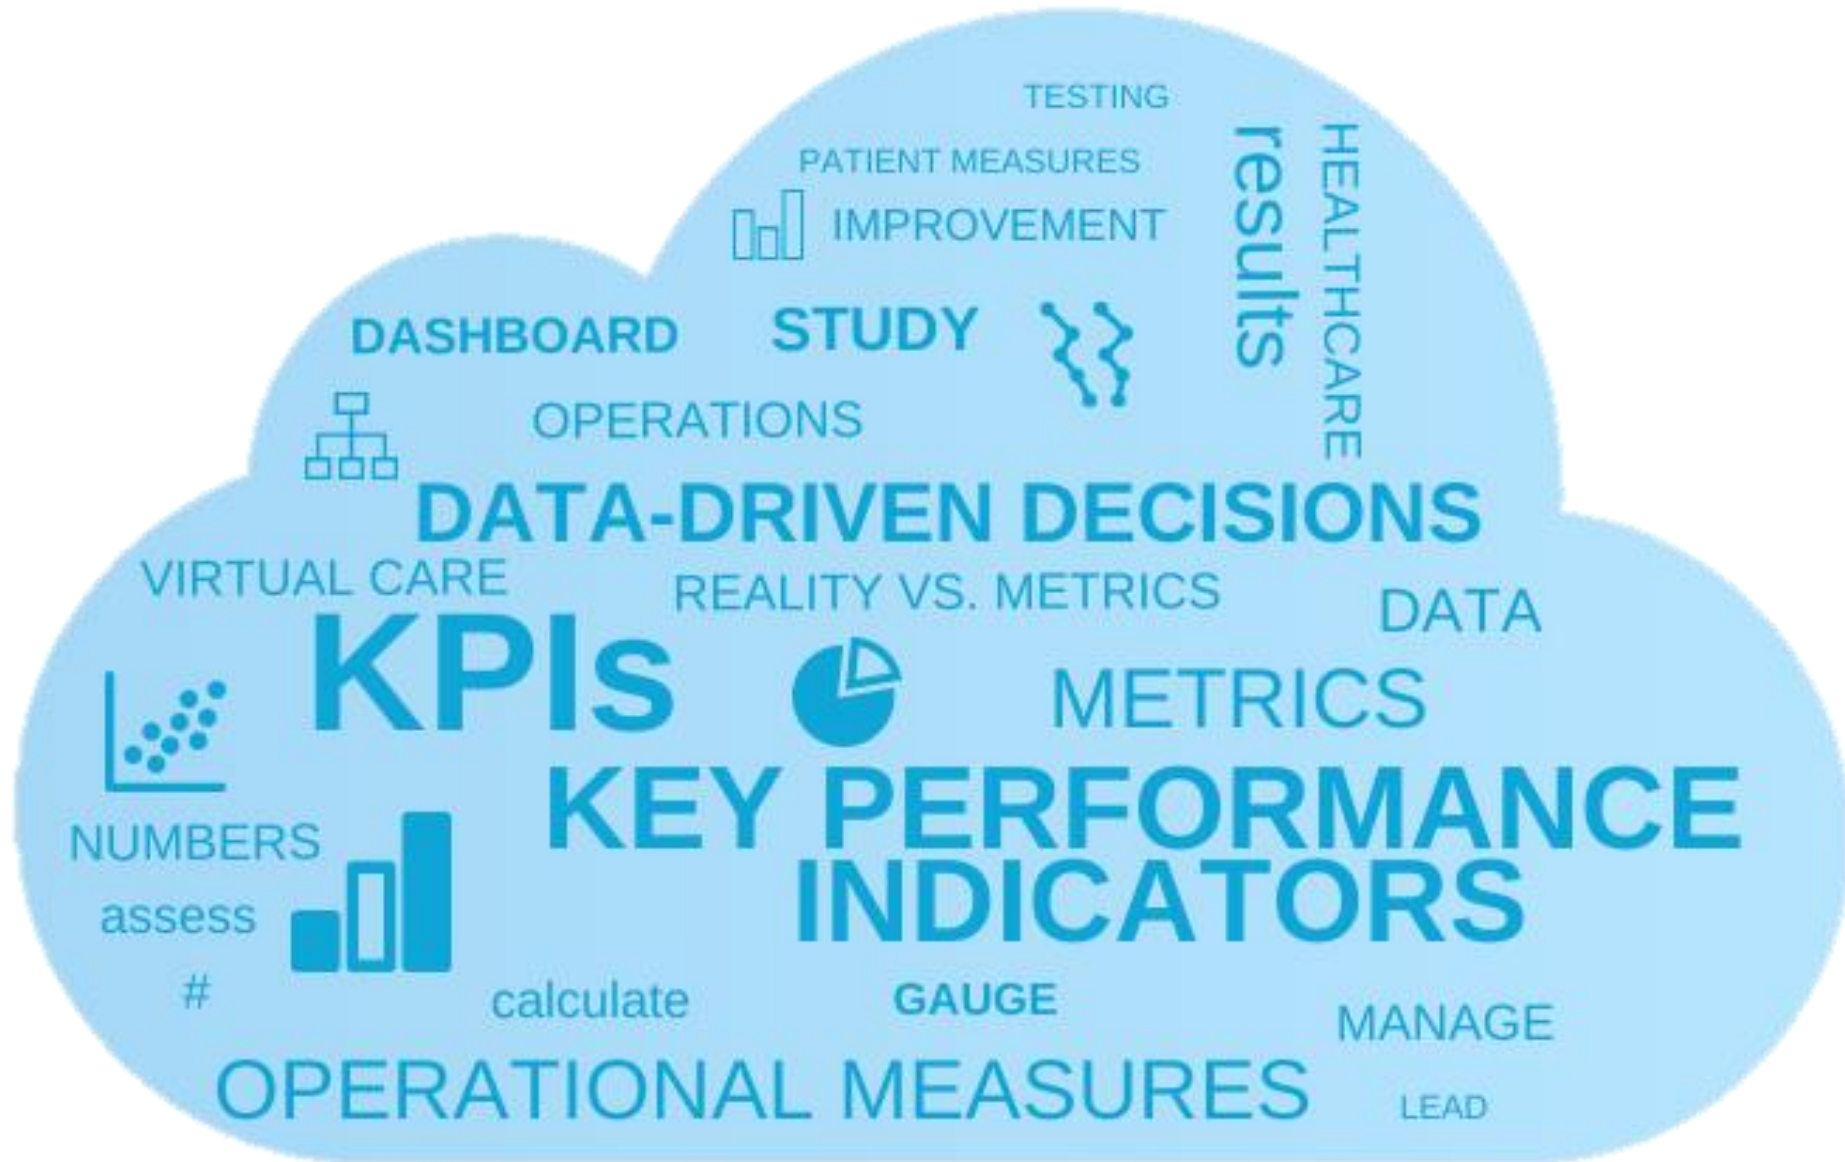 TESTING
PATIENT MEASURES
IMPROVEMENT
results
HEALTHCARE
DASHBOARD
STUDY
OPERATIONS
DATA-DRIVEN DECISIONS
VIRTUAL CARE
REALITY VS. METRICS
DATA
KPIs
METRICS
KEY PERFORMANCE
INDICATORS
NUMBERS
assess
#
calculate
GAUGE
MANAGE
OPERATIONAL MEASURES
LEAD